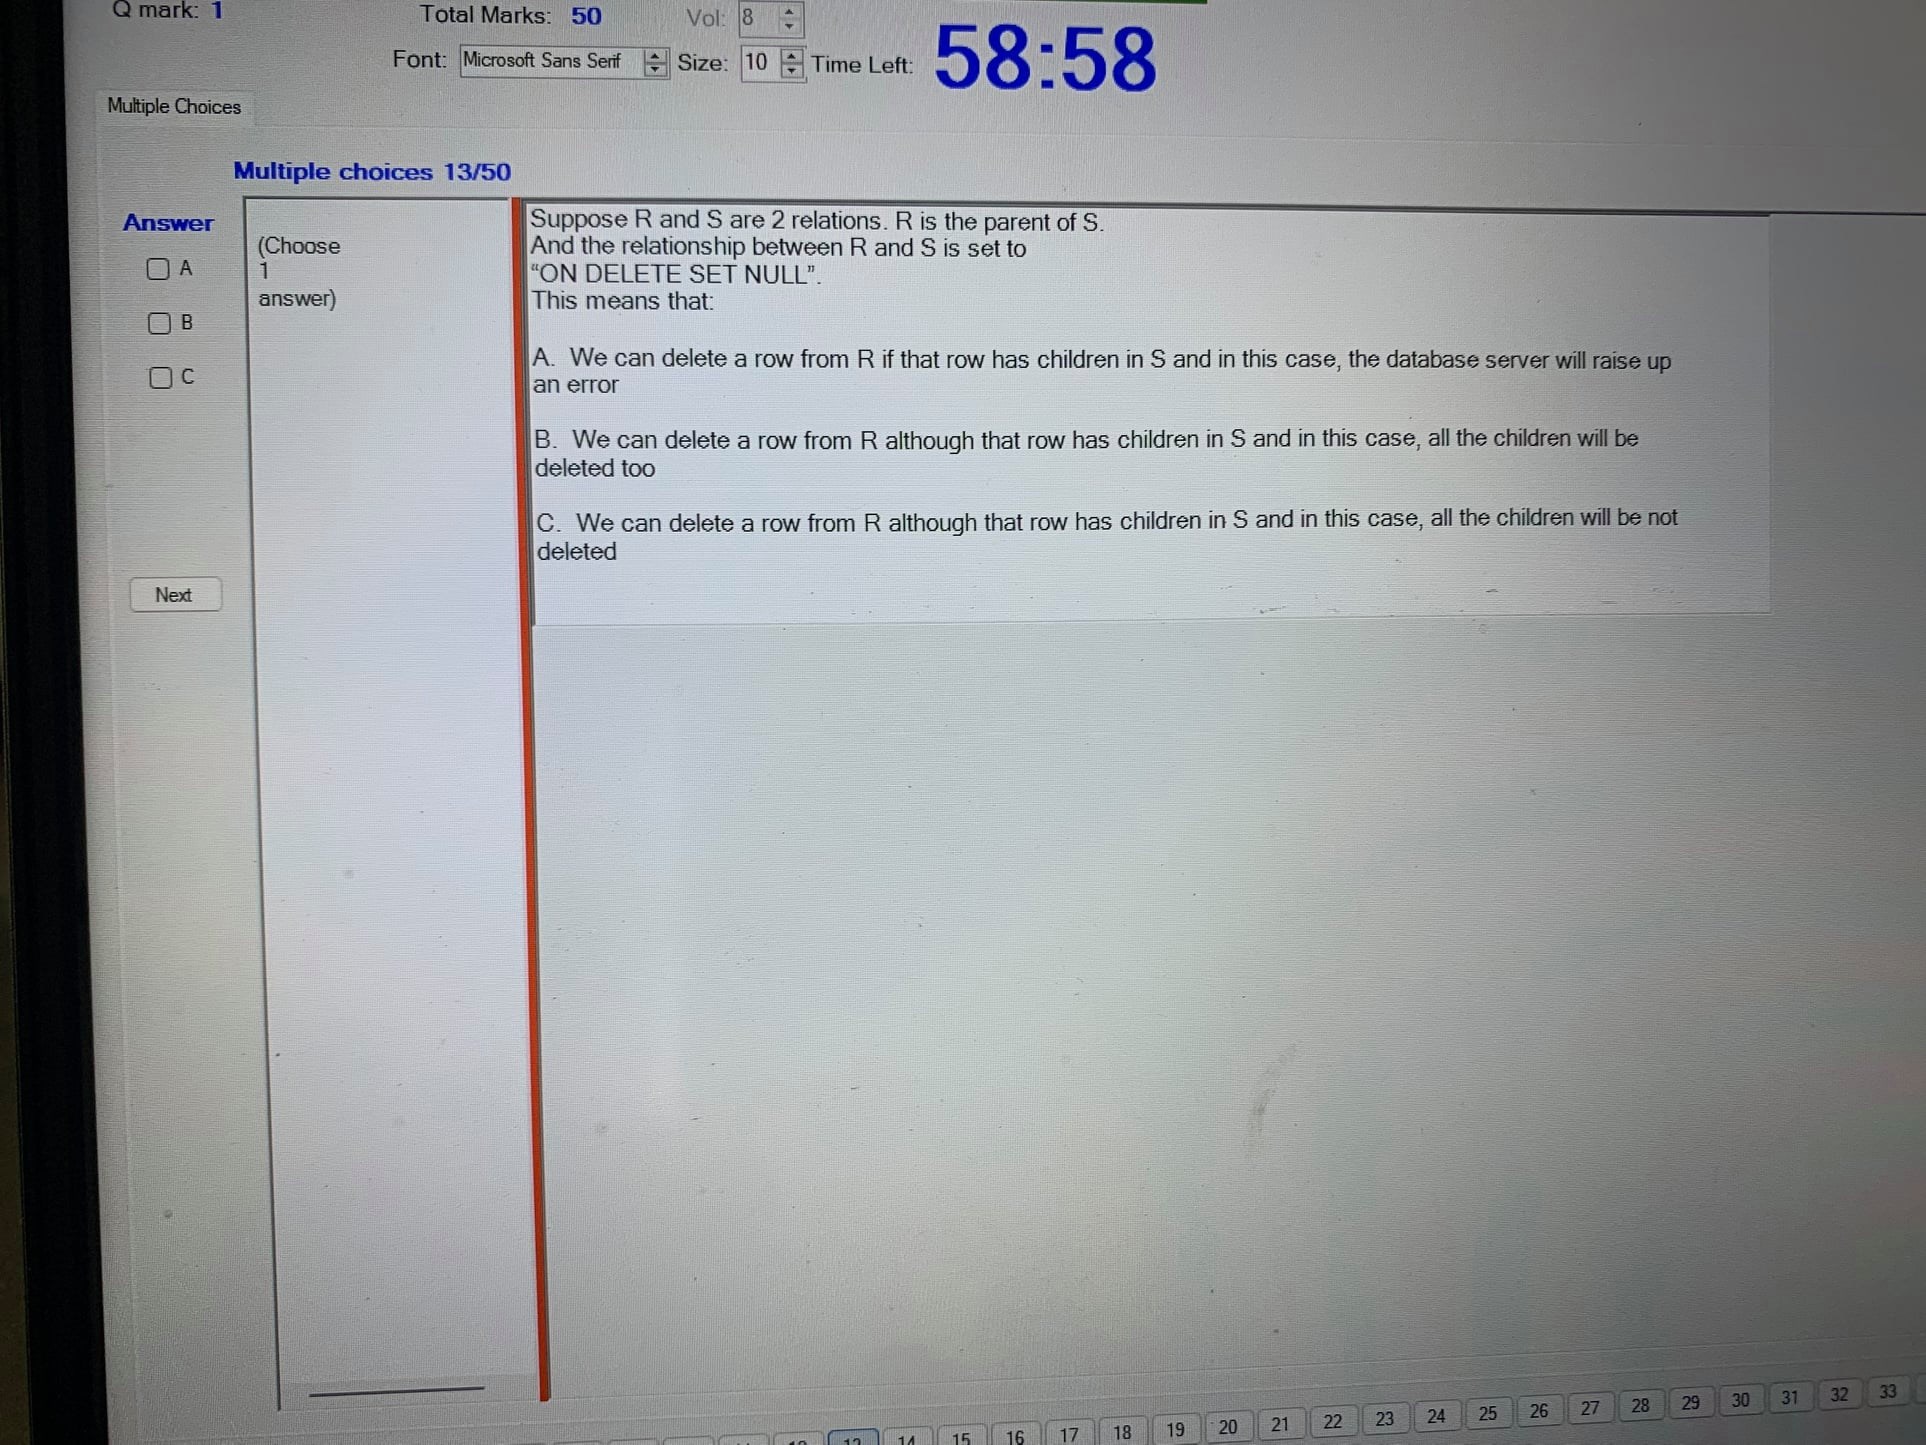 Q mark: 1
Total Marks: 50
Vol: 8
Font: Microsoft Sans Serif
Size: 10
Time Left: 58:58
Multiple Choices
Multiple choices 13/50
Answer
A
B
C
Next
(Choose
1
answer)
Suppose R and S are 2 relations. R is the parent of S.
And the relationship between R and S is set to
“ON DELETE SET NULL”.
This means that:
A. We can delete a row from R if that row has children in S and in this case, the database server will raise up
an error
B. We can delete a row from R although that row has children in S and in this case, all the children will be
deleted too
C. We can delete a row from R although that row has children in S and in this case, all the children will be not
deleted
13 14 15 16 17 18 19 20 21 22 23 24 25 26 27 28 29 30 31 32 33